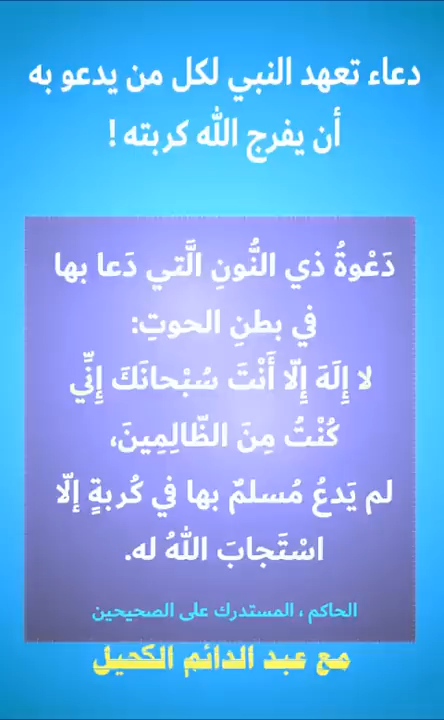 دعاء تعهد النبي لكل من يدعو به
أن يفرج الله كربته !
دَعْوةُ ذي النُّونِ الَّتي دَعا بها
في بطنِ الحوتِ:
لا إِلَهَ إِلّا أَنْتَ سُبْحانَكَ إِنِّي
كُنْتُ مِنَ الظّالِمِينَ،
لم يَدعُ مُسلمٌ بها في كُربةٍ إلّا
اسْتَجابَ اللهُ له.
الحاكم ، المستدرك على الصحيحين
مع عبد الدائم الكحيل